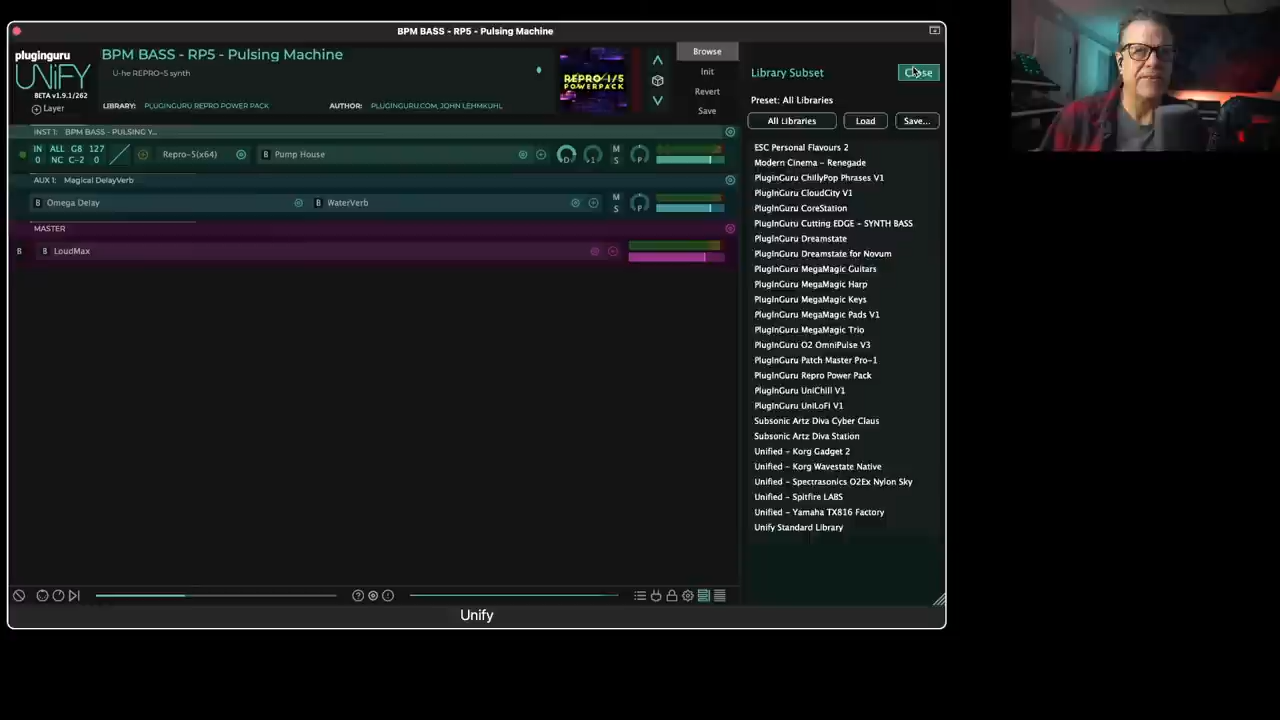 BPM BASS - RP5 - Pulsing Machine
pluginguru
UNiFY
BETA v1.9.1/262
Layer
BPM BASS - RP5 - Pulsing Machine
U-he REPRO-5 synth
LIBRARY: PLUGINGURU REPRO POWER PACK
AUTHOR: PLUGINGURU.COM, JOHN LEHMKUHL
REPRO-1/5
POWERPACK
Browse
Init
Revert
Save
INST 1: BPM BASS - PULSING Y...
IN ALL G8 127
0 NC C-2 0
Repro-5(x64)
B Pump House
D
1
M
S
P
AUX 1: Magical DelayVerb
B Omega Delay
B WaterVerb
M
S
P
MASTER
B
B LoudMax
Library Subset
Close
Preset: All Libraries
All Libraries
Load
Save...
ESC Personal Flavours 2
Modern Cinema - Renegade
PlugInGuru ChillyPop Phrases V1
PlugInGuru CloudCity V1
PlugInGuru CoreStation
PlugInGuru Cutting EDGE - SYNTH BASS
PlugInGuru Dreamstate
PlugInGuru Dreamstate for Novum
PlugInGuru MegaMagic Guitars
PlugInGuru MegaMagic Harp
PlugInGuru MegaMagic Keys
PlugInGuru MegaMagic Pads V1
PlugInGuru MegaMagic Trio
PlugInGuru O2 OmniPulse V3
PlugInGuru Patch Master Pro-1
PlugInGuru Repro Power Pack
PlugInGuru UniChill V1
PlugInGuru UniLoFi V1
Subsonic Artz Diva Cyber Claus
Subsonic Artz Diva Station
Unified - Korg Gadget 2
Unified - Korg Wavestate Native
Unified - Spectrasonics O2Ex Nylon Sky
Unified - Spitfire LABS
Unified - Yamaha TX816 Factory
Unify Standard Library
Unify